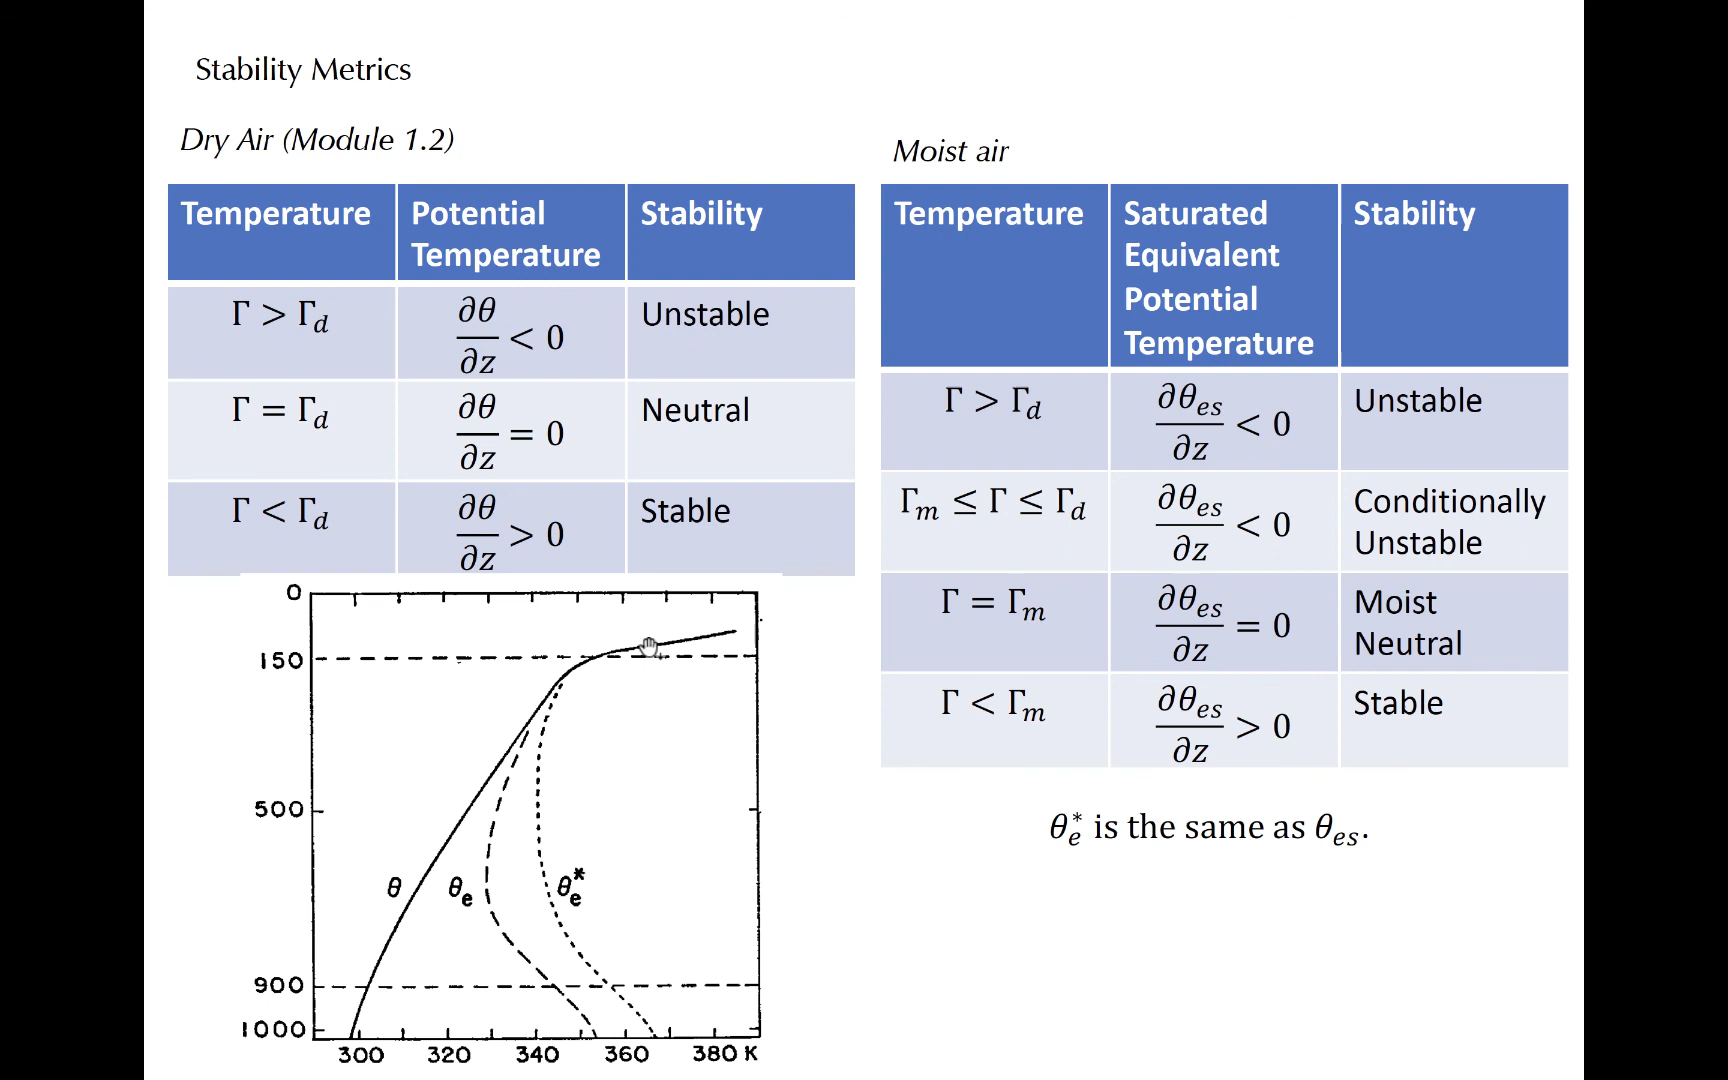 Stability Metrics
Dry Air (Module 1.2)
Temperature Potential Temperature Stability
Γ > Γd ∂θ/∂z < 0 Unstable
Γ = Γd ∂θ/∂z = 0 Neutral
Γ < Γd ∂θ/∂z > 0 Stable
0
150
500
900
1000
θ θe θe*
300 320 340 360 380 K
Moist air
Temperature Saturated Equivalent Potential Temperature Stability
Γ > Γd ∂θes/∂z < 0 Unstable
Γm ≤ Γ ≤ Γd ∂θes/∂z < 0 Conditionally Unstable
Γ = Γm ∂θes/∂z = 0 Moist Neutral
Γ < Γm ∂θes/∂z > 0 Stable
θe* is the same as θes.